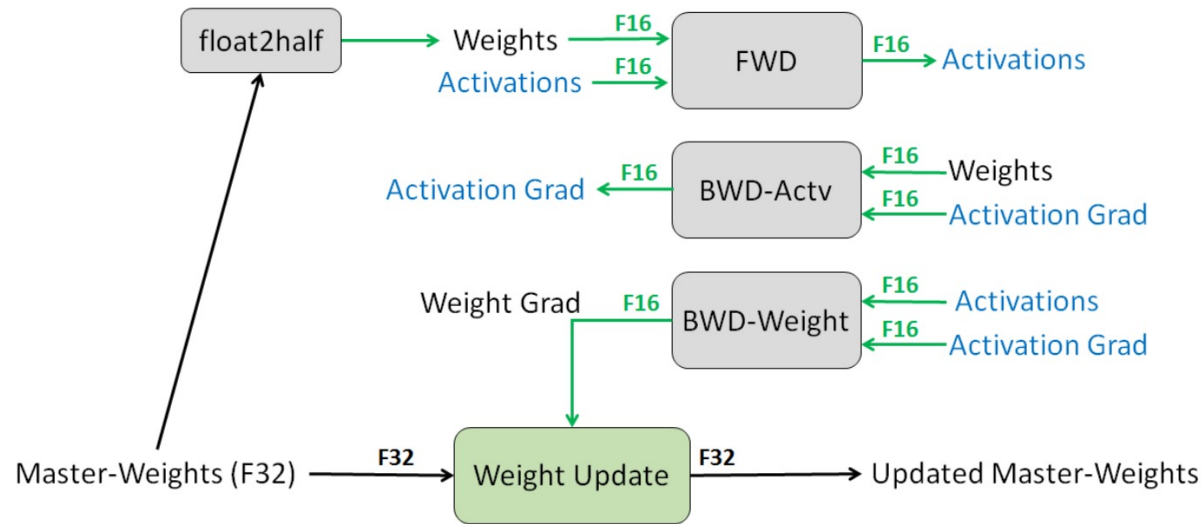 float2half
Weights
F16
FWD
F16
Activations
Activations
F16
Activation Grad
F16
BWD-Actv
F16
Weights
F16
Activation Grad
Weight Grad
F16
BWD-Weight
F16
Activations
F16
Activation Grad
Master-Weights (F32)
F32
Weight Update
F32
Updated Master-Weights